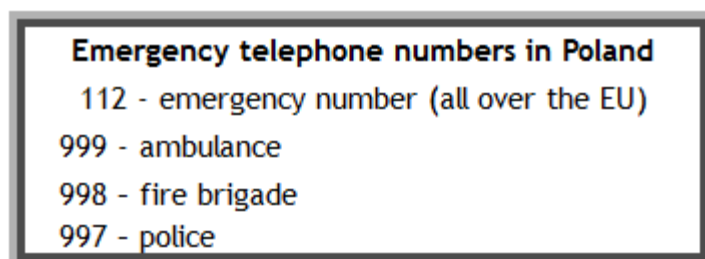 Emergency telephone numbers in Poland
112 - emergency number (all over the EU)
999 - ambulance
998 – fire brigade
997 – police